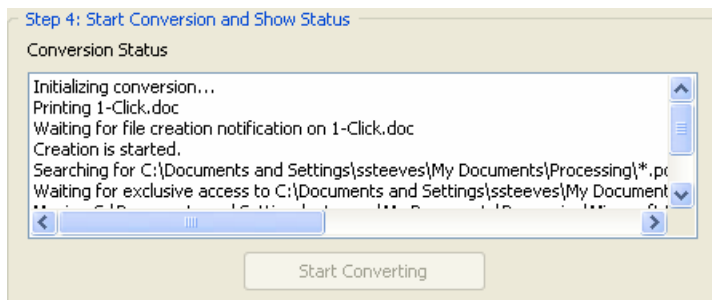 Step 4: Start Conversion and Show Status
Conversion Status
Initializing conversion...
Printing 1-Click.doc
Waiting for file creation notification on 1-Click.doc
Creation is started.
Searching for C:\Documents and Settings\ssteeves\My Documents\Processing\*.pc
Waiting for exclusive access to C:\Documents and Settings\ssteeves\My Document
Start Converting